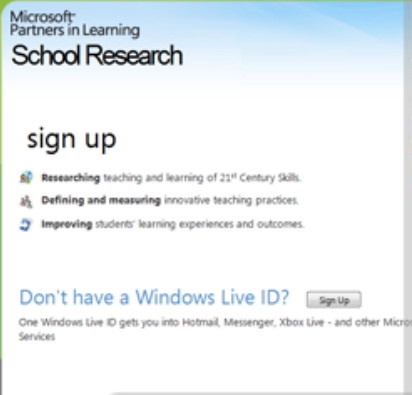 Microsoft®
Partners in Learning
School Research
sign up
Researching teaching and learning of 21st Century Skills.
Defining and measuring innovative teaching practices.
Improving students' learning experiences and outcomes.
Don't have a Windows Live ID? Sign Up
One Windows Live ID gets you into Hotmail, Messenger, Xbox Live - and other
Services